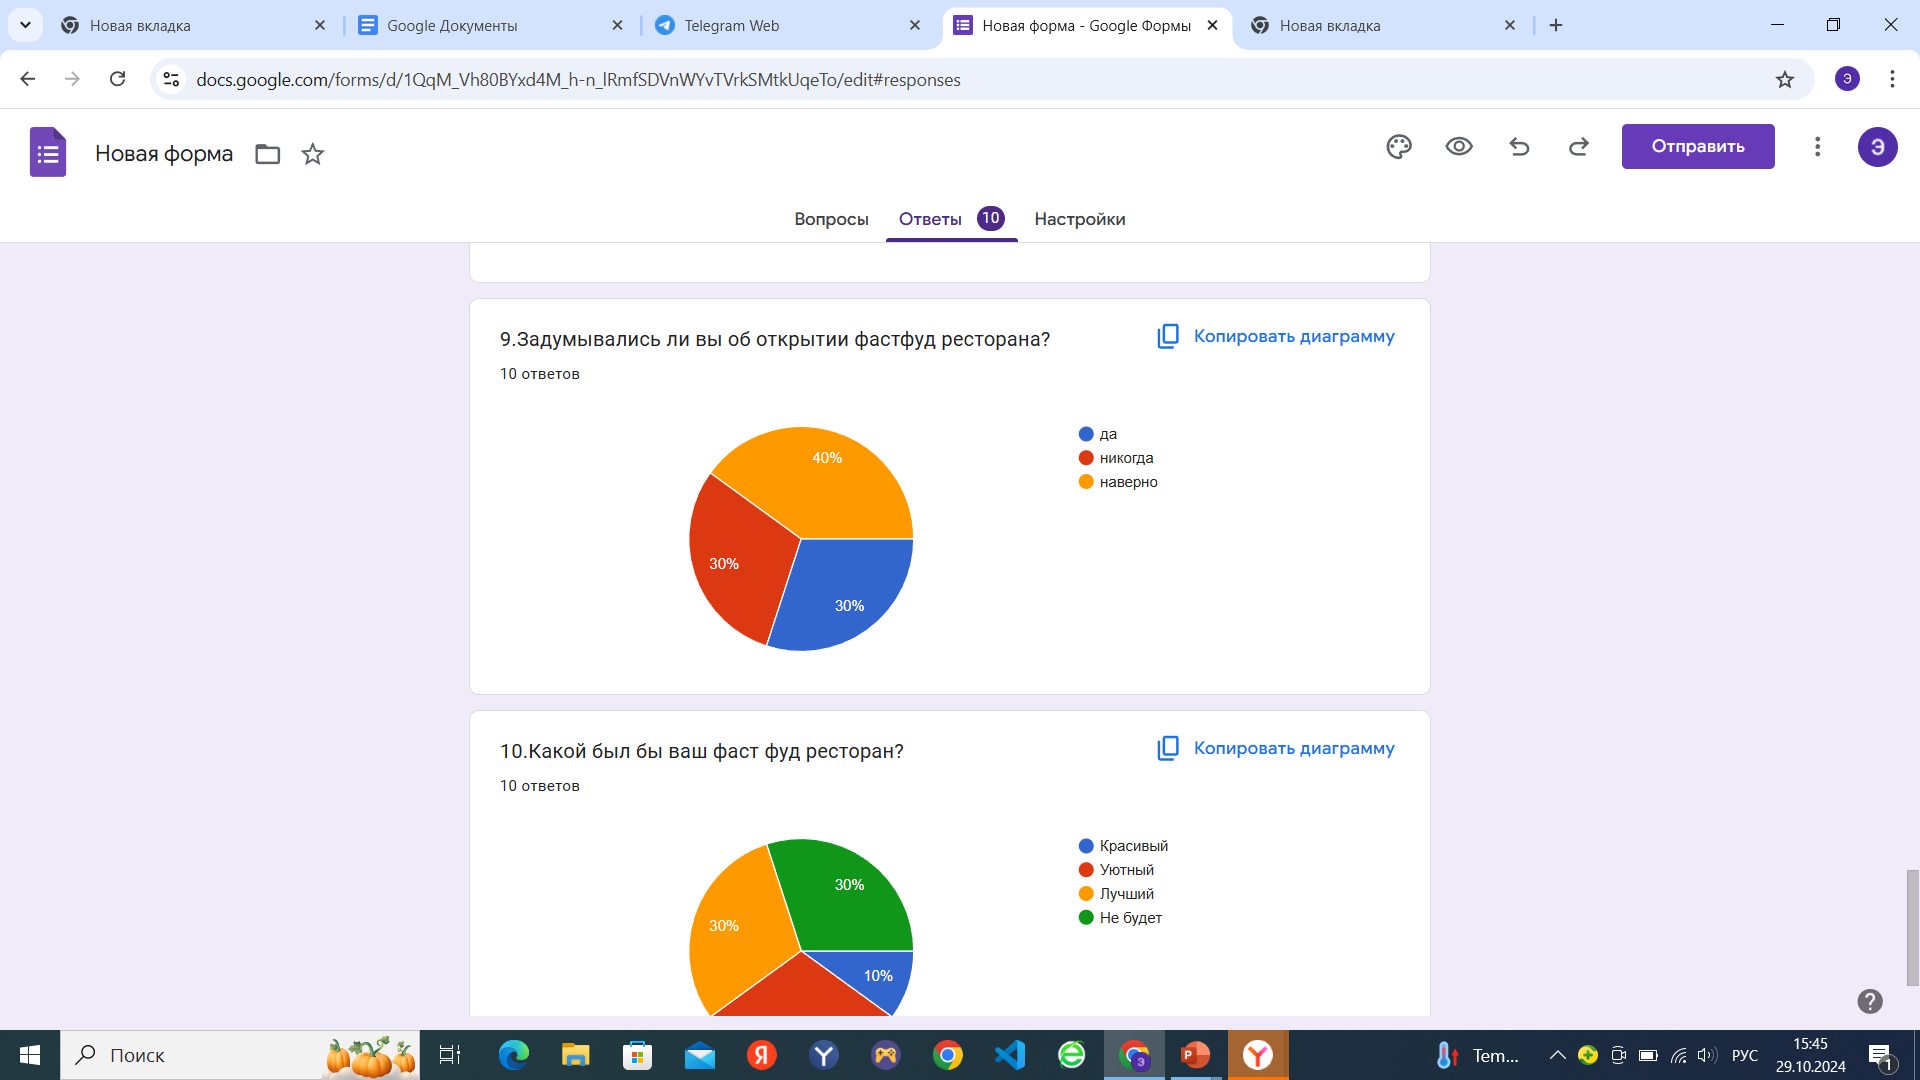 Новая вкладка
Google Документы
Telegram Web
Новая форма - Google Формы
Новая вкладка
docs.google.com/forms/d/1QqM_Vh80BYxd4M_h-n_lRmfSDVnWYvTVrkSMtkUqeTo/edit#responses
Э
Новая форма
Отправить
Э
Вопросы
Ответы 10
Настройки
9.Задумывались ли вы об открытии фастфуд ресторана?
Копировать диаграмму
10 ответов
40%
30%
30%
да
никогда
наверно
10.Какой был бы ваш фаст фуд ресторан?
Копировать диаграмму
10 ответов
30%
30%
10%
Красивый
Уютный
Лучший
Не будет
Поиск
Tem...
РУС
15:45
29.10.2024
1